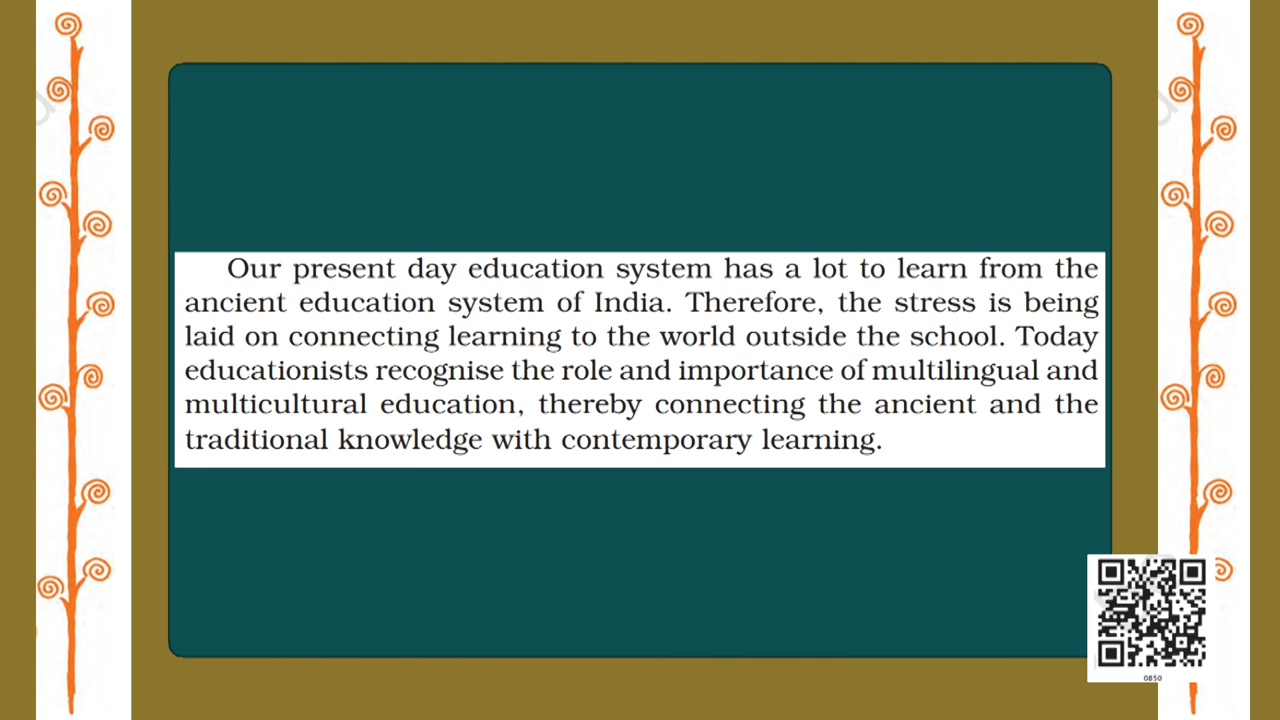 Our present day education system has a lot to learn from the
ancient education system of India. Therefore, the stress is being
laid on connecting learning to the world outside the school. Today
educationists recognise the role and importance of multilingual and
multicultural education, thereby connecting the ancient and the
traditional knowledge with contemporary learning.
0850